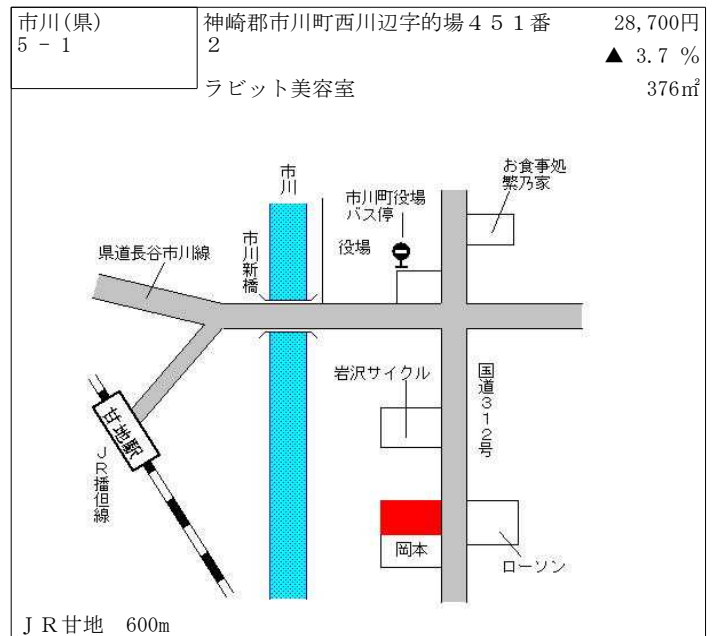 市川(県)
5 - 1
神崎郡市川町西川辺字的場４５１番
２
ラビット美容室
28,700円
▲ 3.7 %
376㎡
お食事処
繁乃家
市川
市川町役場
バス停
役場
市川新橋
県道長谷市川線
岩沢サイクル
国道312号
甘地駅
ＪＲ播但線
岡本
ローソン
ＪＲ甘地 600m